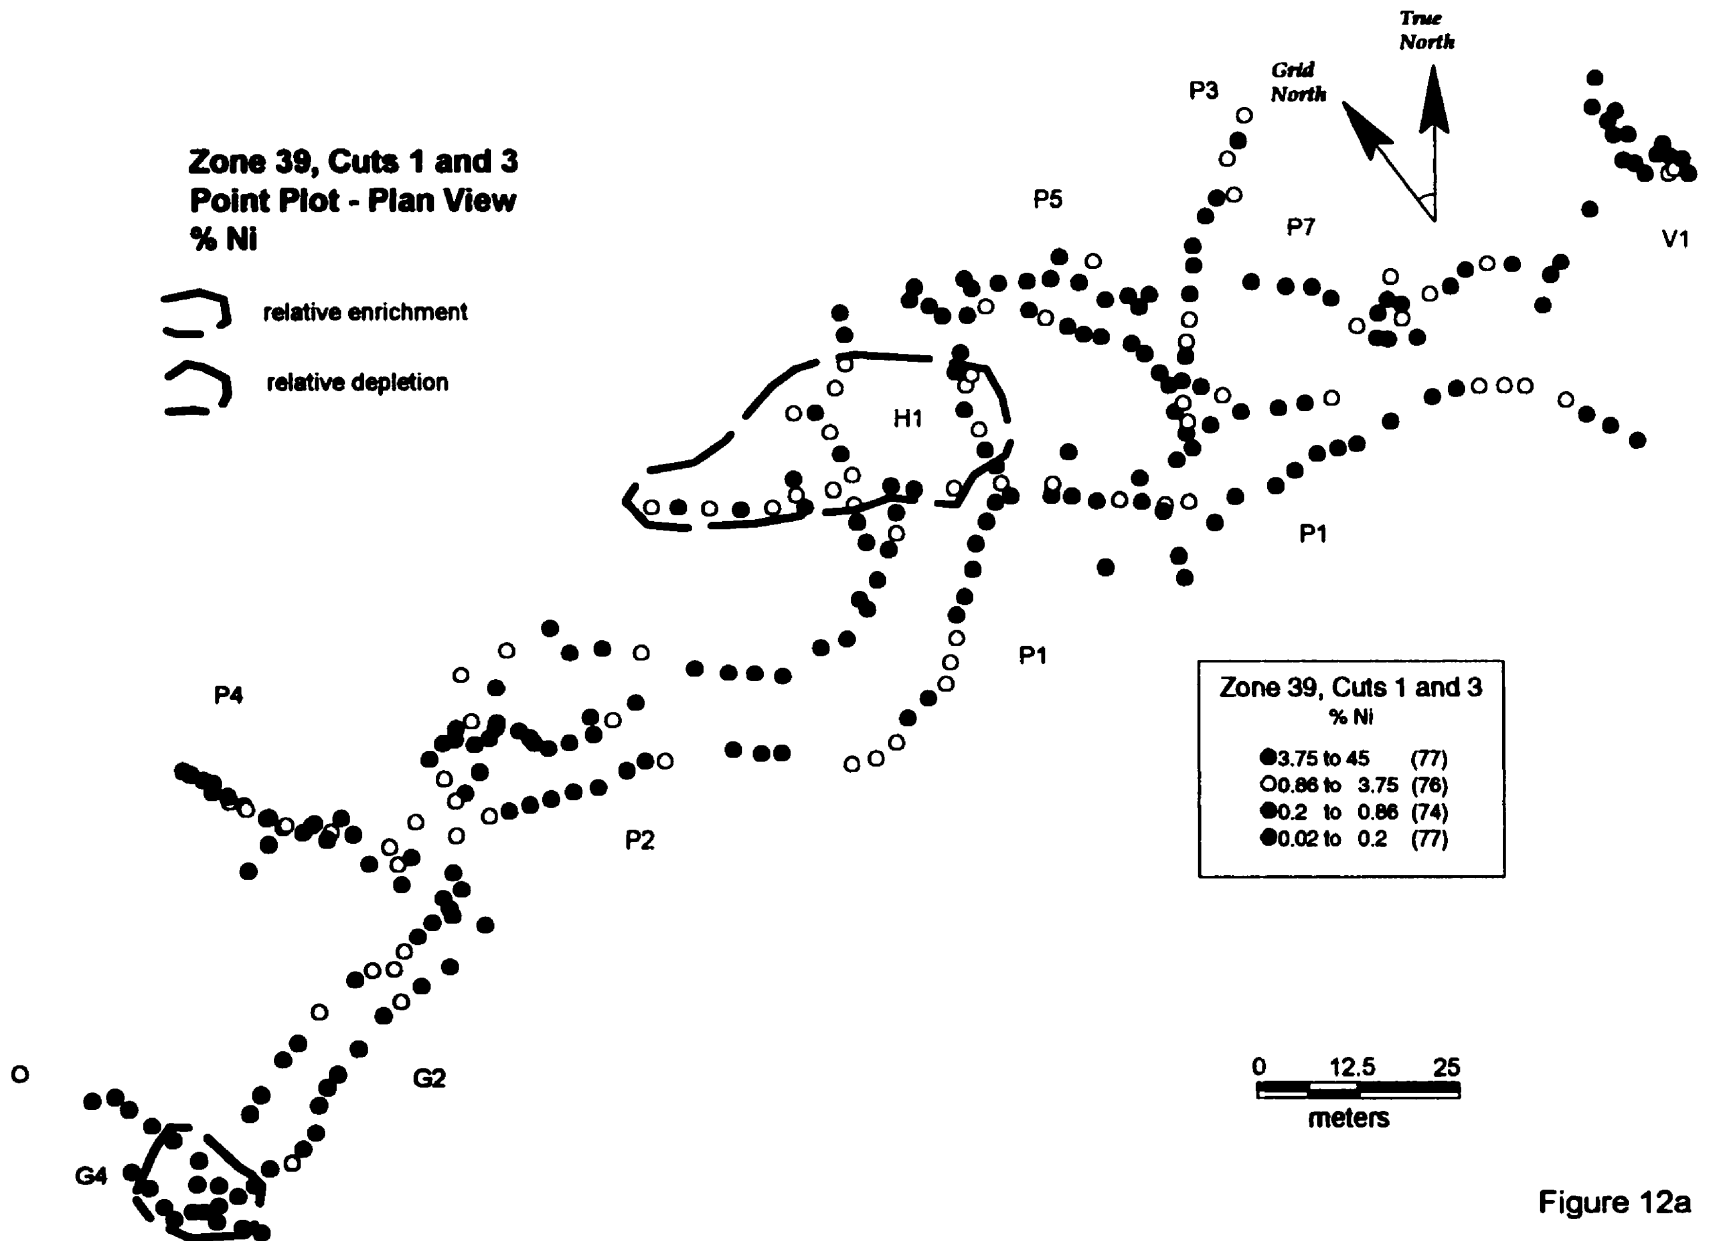 True
North
Grid
North
P3
Zone 39, Cuts 1 and 3
Point Plot - Plan View
% Ni
P5
P7
V1
relative enrichment
relative depletion
H1
P1
P1
P4
Zone 39, Cuts 1 and 3
% Ni
3.75 to 45 (77)
0.86 to 3.75 (76)
0.2 to 0.86 (74)
0.02 to 0.2 (77)
P2
G2
0 12.5 25
meters
G4
Figure 12a